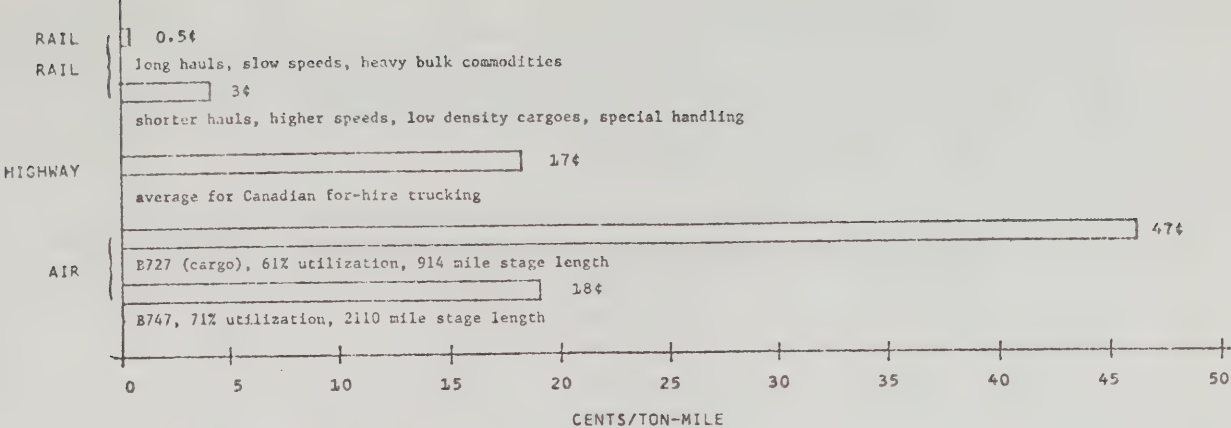 RAIL 0.5¢
long hauls, slow speeds, heavy bulk commodities
RAIL
3¢
shorter hauls, higher speeds, low density cargoes, special handling
HIGHWAY 17¢
average for Canadian for-hire trucking
47¢
B727 (cargo), 61% utilization, 914 mile stage length
AIR
18¢
B747, 71% utilization, 2110 mile stage length
0 5 10 15 20 25 30 35 40 45 50
CENTS/TON-MILE